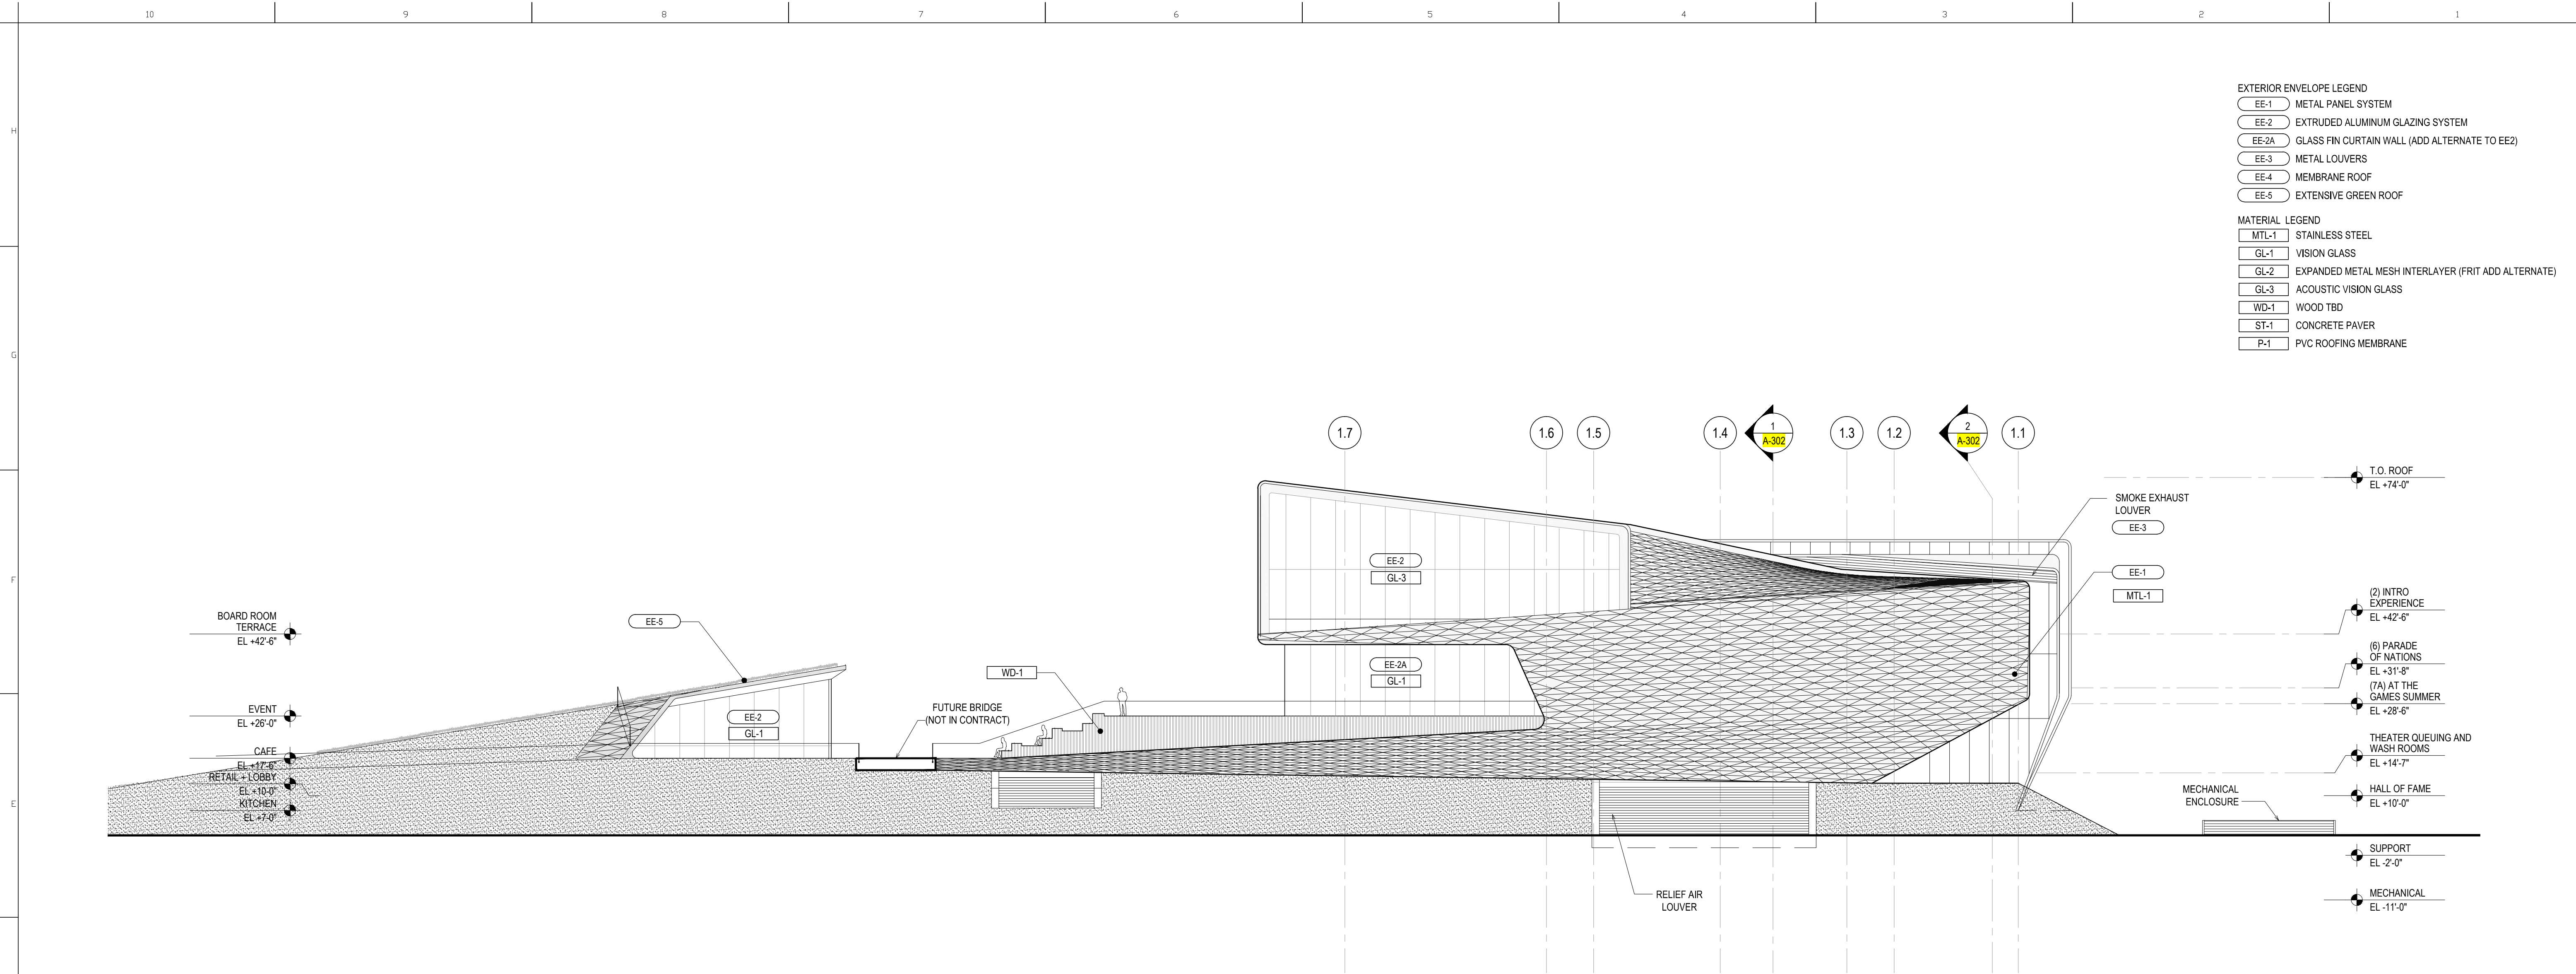 10 9 8 7 6 5 4 3 2 1
H
G
F
E
EXTERIOR ENVELOPE LEGEND
EE-1 METAL PANEL SYSTEM
EE-2 EXTRUDED ALUMINUM GLAZING SYSTEM
EE-2A GLASS FIN CURTAIN WALL (ADD ALTERNATE TO EE2)
EE-3 METAL LOUVERS
EE-4 MEMBRANE ROOF
EE-5 EXTENSIVE GREEN ROOF
MATERIAL LEGEND
MTL-1 STAINLESS STEEL
GL-1 VISION GLASS
GL-2 EXPANDED METAL MESH INTERLAYER (FRIT ADD ALTERNATE)
GL-3 ACOUSTIC VISION GLASS
WD-1 WOOD TBD
ST-1 CONCRETE PAVER
P-1 PVC ROOFING MEMBRANE
1.7
1.6
1.5
1.4
1
A-302
1.3
1.2
2
A-302
1.1
BOARD ROOM
TERRACE
EL +42'-6"
EVENT
EL +26'-0"
CAFE
EL +17'-6"
RETAIL + LOBBY
EL +10-0"
KITCHEN
EL +7-0"
EE-5
EE-2
GL-1
FUTURE BRIDGE
(NOT IN CONTRACT)
WD-1
EE-2
GL-3
EE-2A
GL-1
SMOKE EXHAUST
LOUVER
EE-3
EE-1
MTL-1
RELIEF AIR
LOUVER
MECHANICAL
ENCLOSURE
T.O. ROOF
EL +74'-0"
(2) INTRO
EXPERIENCE
EL +42'-6"
(6) PARADE
OF NATIONS
EL +31'-8"
(7A) AT THE
GAMES SUMMER
EL +28'-6"
THEATER QUEUING AND
WASH ROOMS
EL +14'-7"
HALL OF FAME
EL +10'-0"
SUPPORT
EL -2'-0"
MECHANICAL
EL -11'-0"